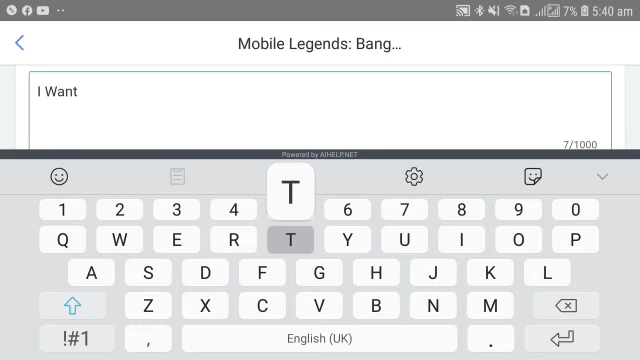 7% 5:40 am
Mobile Legends: Bang...
I Want
7/1000
Powered by AIHELP.NET
T
1 2 3 4 6 7 8 9 0
Q W E R T Y U I O P
A S D F G H J K L
Z X C V B N M
!#1 , English (UK) .